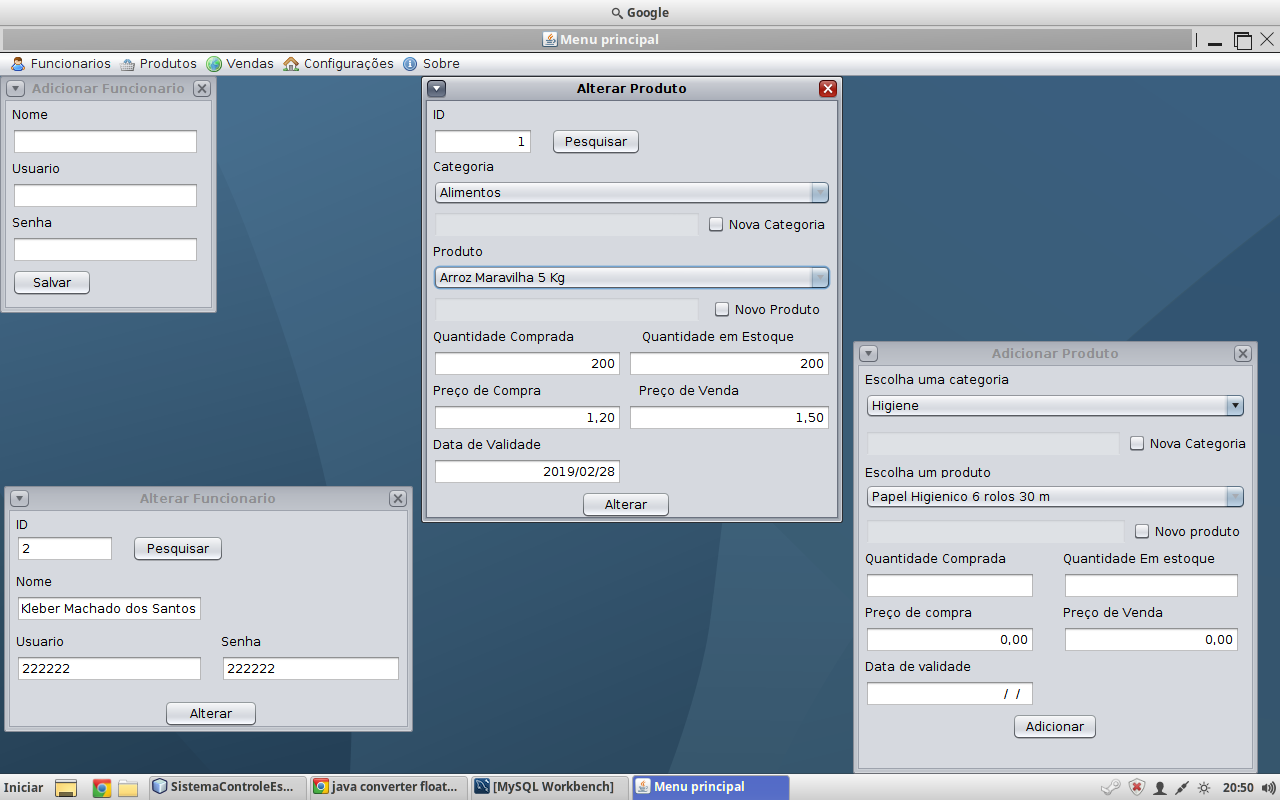 Google
Menu principal
Funcionarios Produtos Vendas Configurações Sobre
Adicionar Funcionario
Nome
Usuario
Senha
Salvar
Alterar Produto
ID
1 Pesquisar
Categoria
Alimentos
Nova Categoria
Produto
Arroz Maravilha 5 Kg
Novo Produto
Quantidade Comprada Quantidade em Estoque
200 200
Preço de Compra Preço de Venda
1,20 1,50
Data de Validade
2019/02/28
Alterar
Adicionar Produto
Escolha uma categoria
Higiene
Nova Categoria
Escolha um produto
Papel Higienico 6 rolos 30 m
Novo produto
Quantidade Comprada Quantidade Em estoque
Preço de compra Preço de Venda
0,00 0,00
Data de validade
/ /
Adicionar
Alterar Funcionario
ID
2 Pesquisar
Nome
Kleber Machado dos Santos
Usuario Senha
222222 222222
Alterar
Iniciar SistemaControleEs... java converter float... [MySQL Workbench] Menu principal 20:50